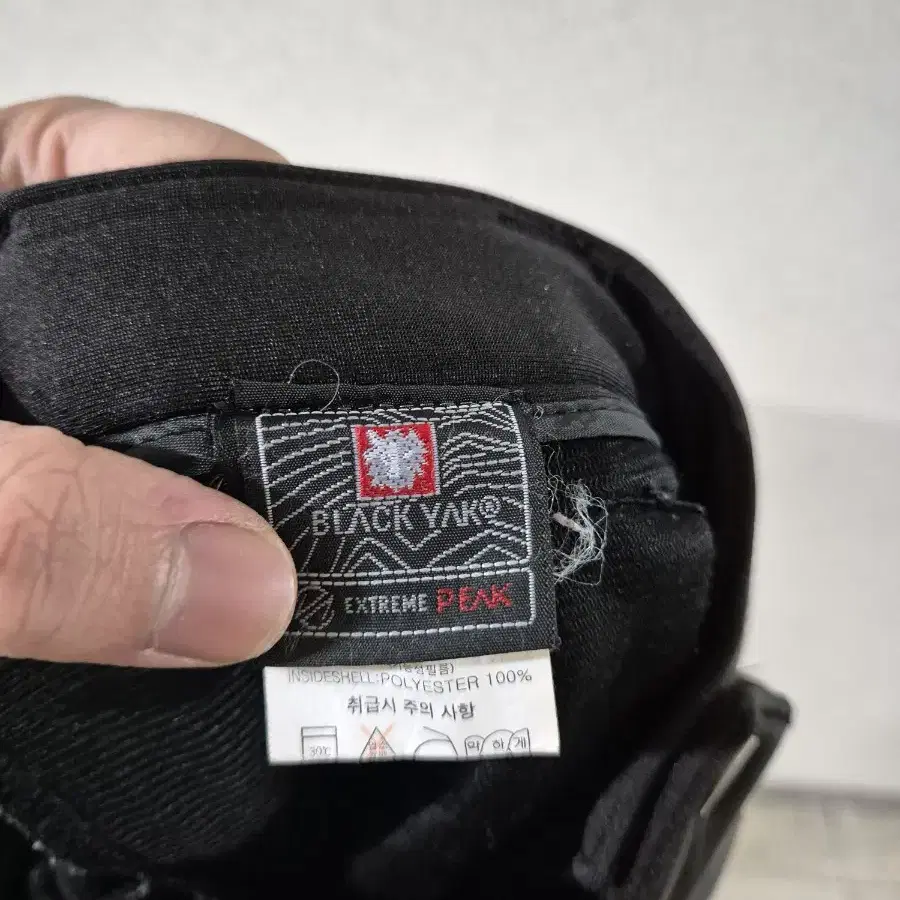 BLACK YAK®
EXTREME PEAK
INSIDESHELL:POLYESTER 100%
취급시 주의 사항
30℃
약 하 게